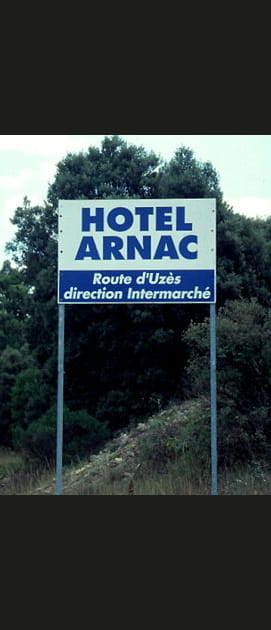 HOTEL
ARNAC
Route d'Uzès
direction Intermarché